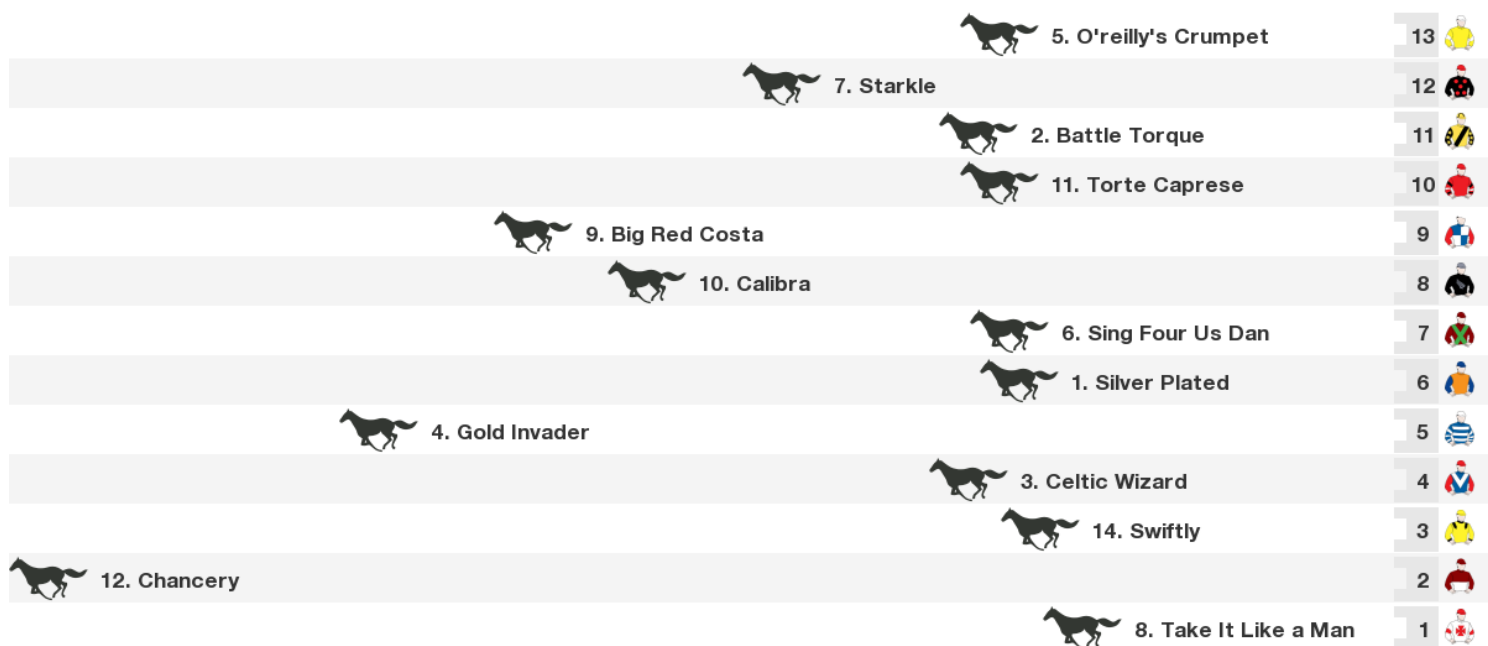 5. O'reilly's Crumpet 13
7. Starkle 12
2. Battle Torque 11
11. Torte Caprese 10
9. Big Red Costa 9
10. Calibra 8
6. Sing Four Us Dan 7
1. Silver Plated 6
4. Gold Invader 5
3. Celtic Wizard 4
14. Swiftly 3
12. Chancery 2
8. Take It Like a Man 1